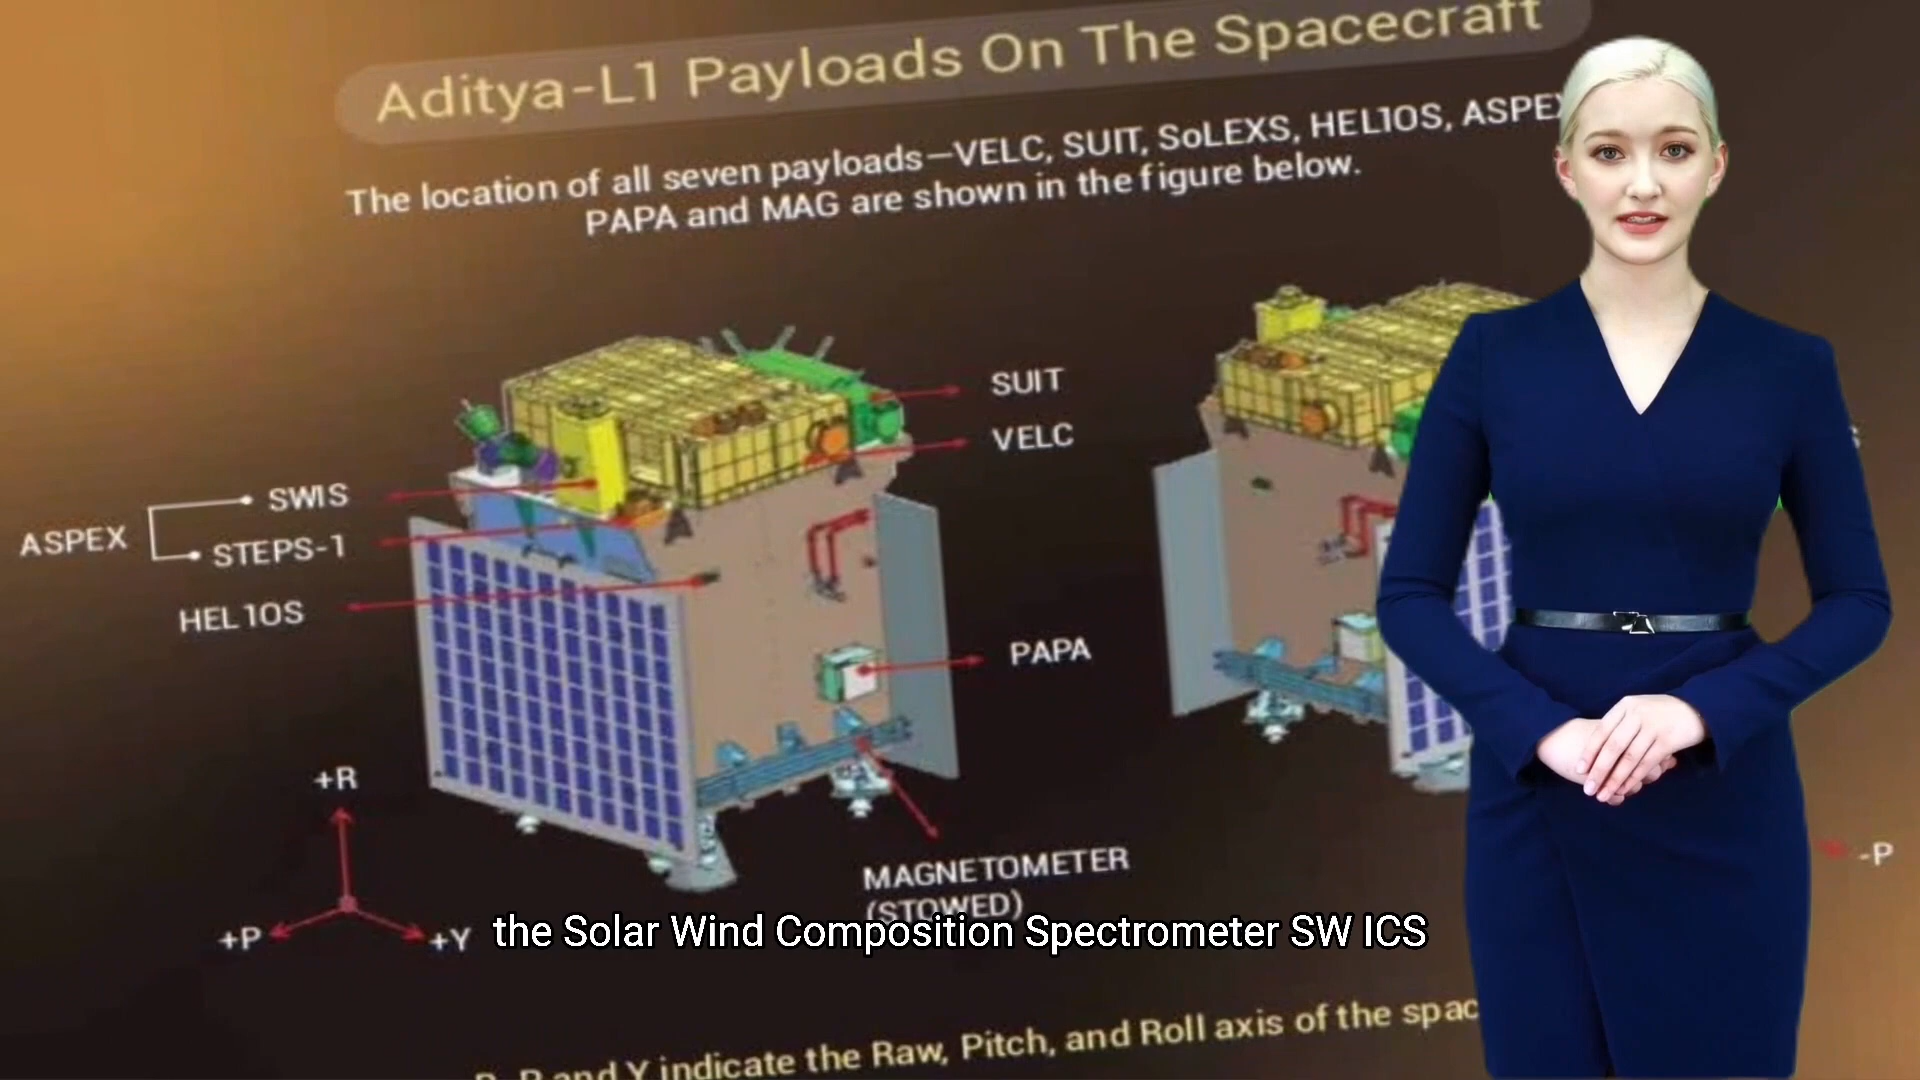 Aditya-L1 Payloads On The Spacecraft
The location of all seven payloads—VELC, SUIT, SoLEXS, HEL1OS, ASPEX
PAPA and MAG are shown in the figure below.
SUIT
VELC
SWIS
ASPEX
STEPS-1
HEL1OS
PAPA
+R
MAGNETOMETER
(STOWED)
-P
+P
+Y
the Solar Wind Composition Spectrometer SW ICS
and Y indicate the Raw, Pitch, and Roll axis of the